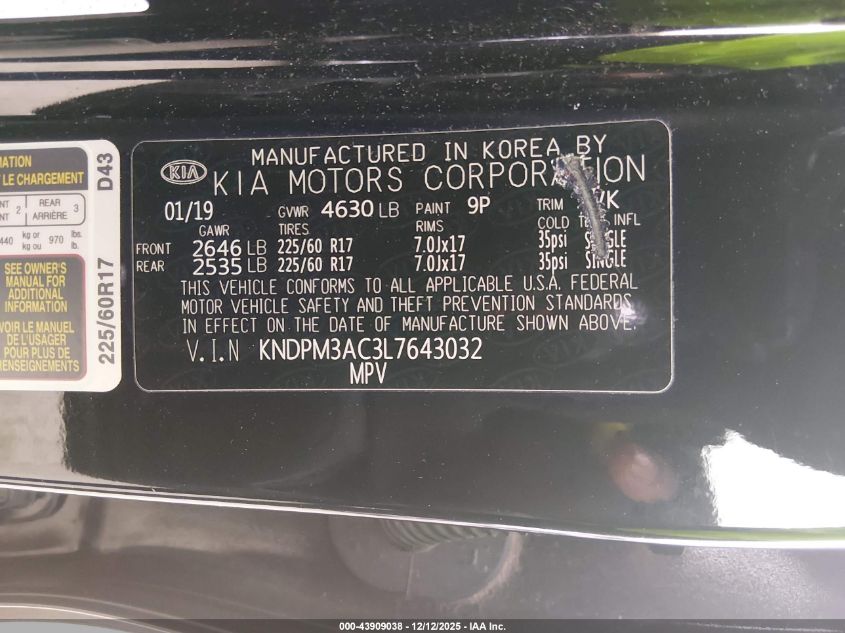 MATION
T LE CHARGEMENT
D43
NT 2 REAR ARRIÈRE 3
440 kg or kg ou 970 lbs. lb.
SEE OWNER'S
MANUAL FOR
ADDITIONAL
INFORMATION
VOIR LE MANUEL
DE L'USAGER
POUR PLUS DE
RENSEIGNEMENTS
225/60R17
MANUFACTURED IN KOREA BY
KIA KIA MOTORS CORPORATION
01/19 GVWR 4630 LB PAINT 9P TRIM
GAWR TIRES RIMS COLD TIRE INFL
FRONT 2646 LB 225/60 R17 7.0Jx17 35psi SINGLE
REAR 2535 LB 225/60 R17 7.0Jx17 35psi SINGLE
THIS VEHICLE CONFORMS TO ALL APPLICABLE U.S.A. FEDERAL
MOTOR VEHICLE SAFETY AND THEFT PREVENTION STANDARDS
IN EFFECT ON THE DATE OF MANUFACTURE SHOWN ABOVE.
V.I.N KNDPM3AC3L7643032
MPV
000-43909038 - 12/12/2025 - IAA Inc.